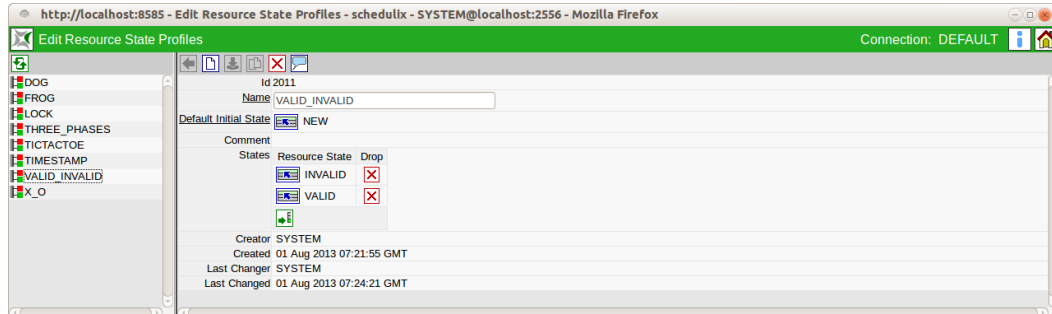 http://localhost:8585 - Edit Resource State Profiles - schedulix - SYSTEM@localhost:2556 - Mozilla Firefox
Edit Resource State Profiles Connection: DEFAULT
DOG
FROG
LOCK
THREE_PHASES
TICTACTOE
TIMESTAMP
VALID_INVALID
X_O
Id 2011
Name VALID_INVALID
Default Initial State NEW
Comment
States Resource State Drop
INVALID
VALID
Creator SYSTEM
Created 01 Aug 2013 07:21:55 GMT
Last Changer SYSTEM
Last Changed 01 Aug 2013 07:24:21 GMT